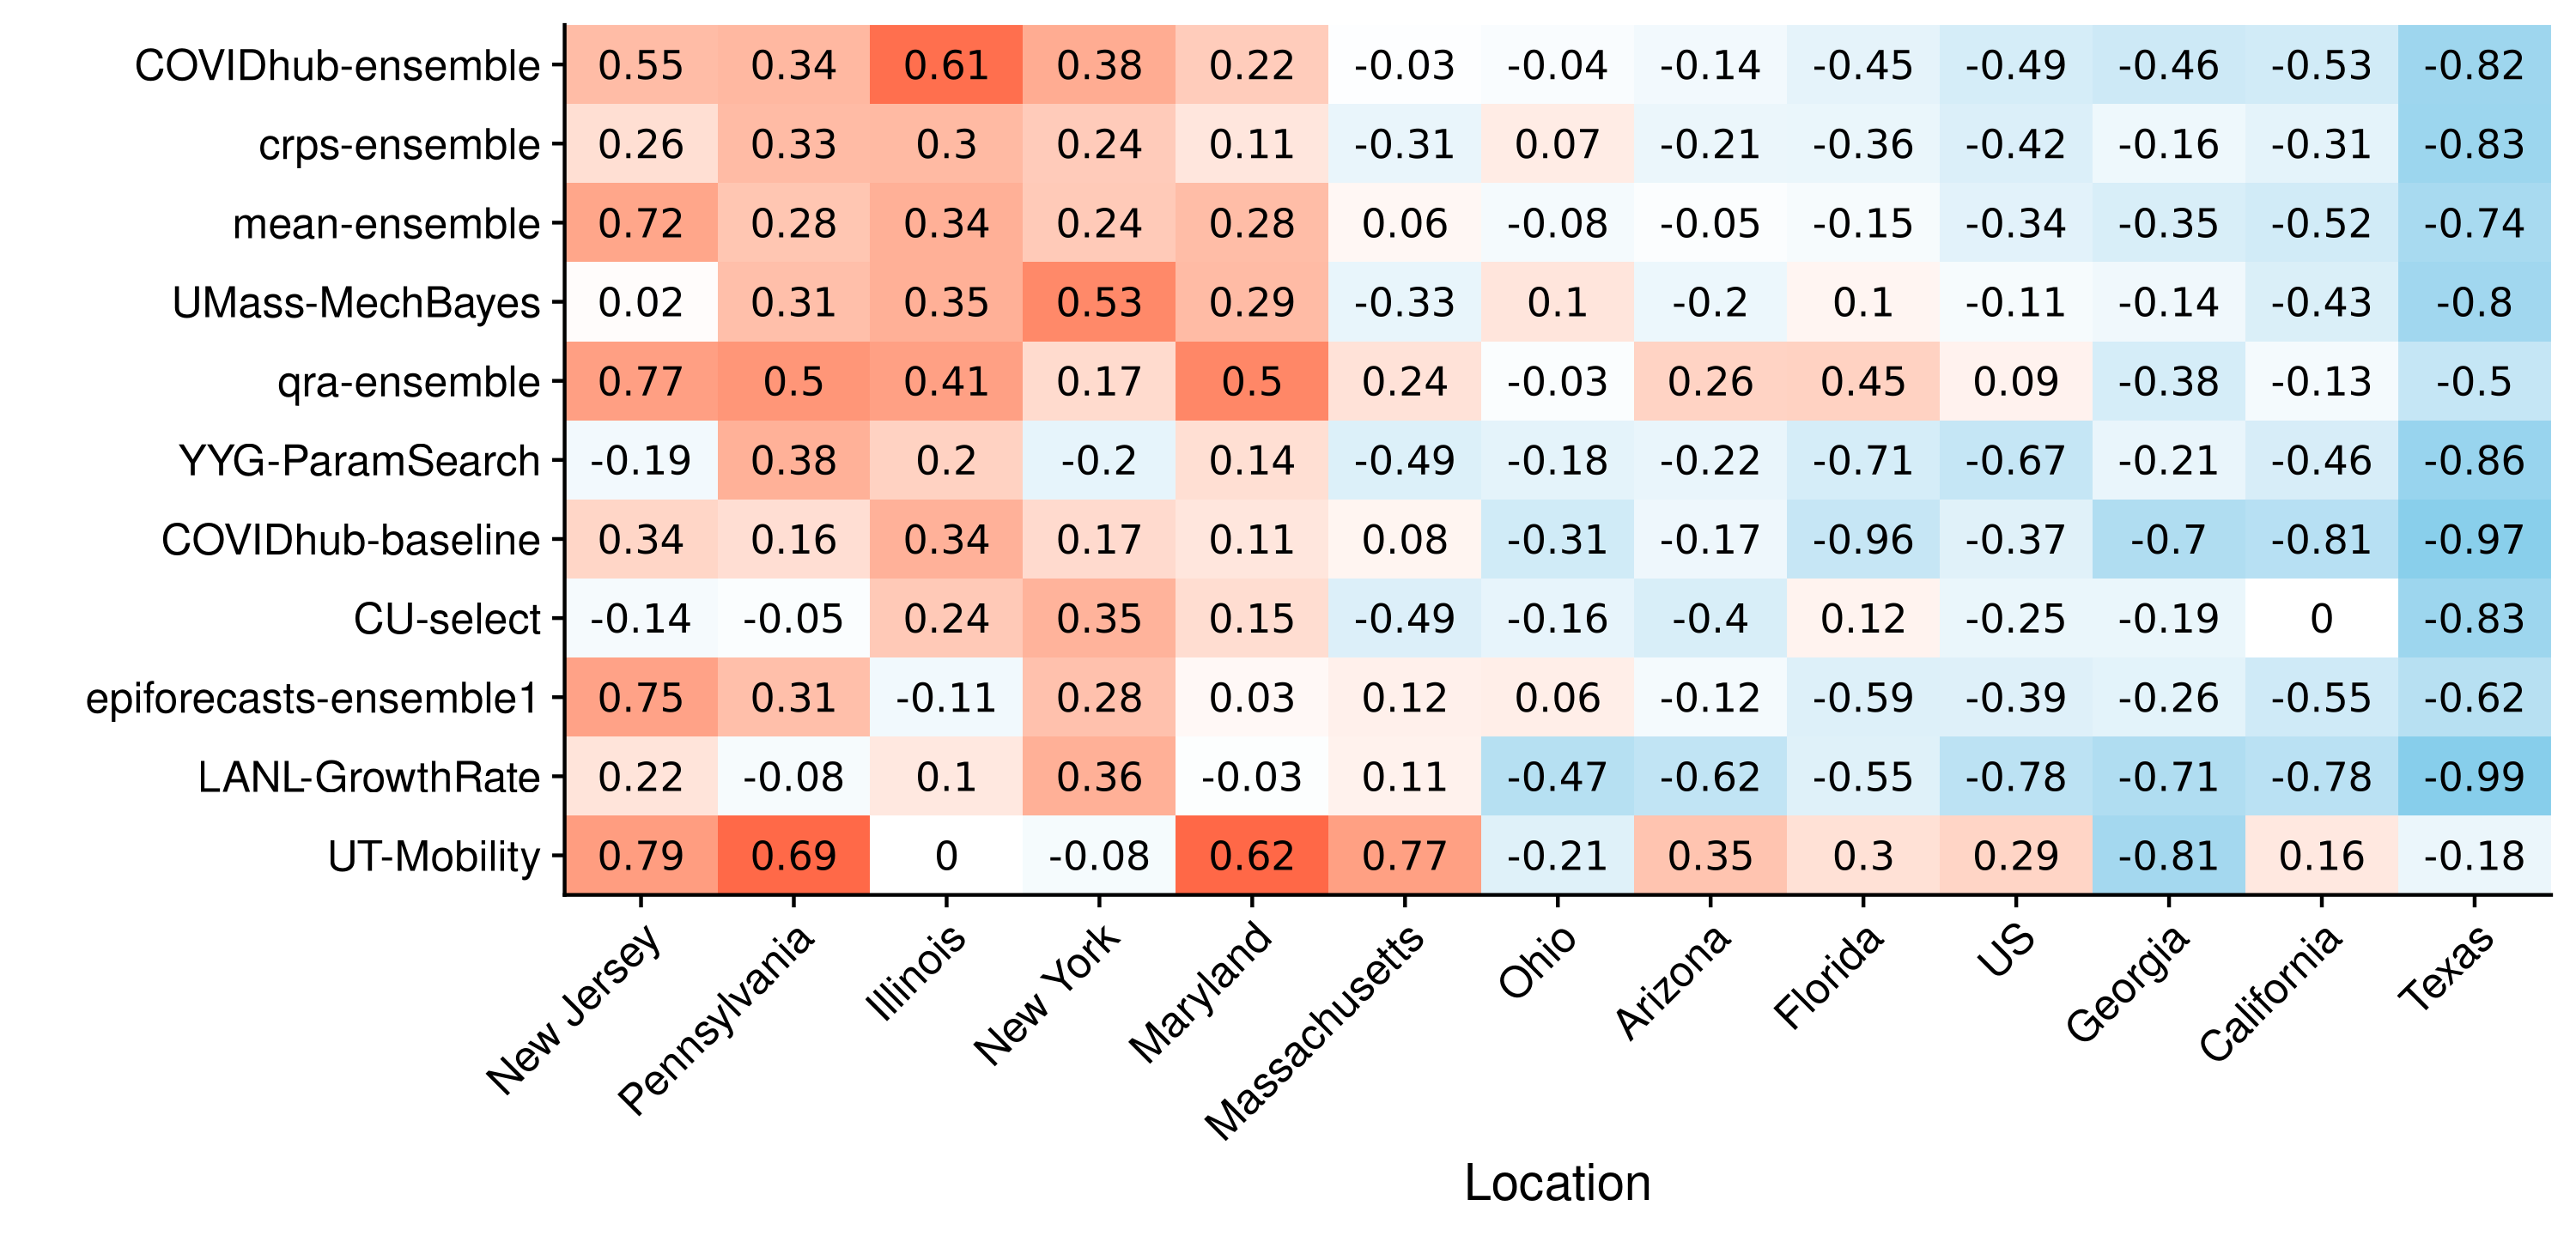 COVIDhub-ensemble 0.55 0.34 0.61 0.38 0.22 -0.03 -0.04 -0.14 -0.45 -0.49 -0.46 -0.53 -0.82
crps-ensemble 0.26 0.33 0.3 0.24 0.11 -0.31 0.07 -0.21 -0.36 -0.42 -0.16 -0.31 -0.83
mean-ensemble 0.72 0.28 0.34 0.24 0.28 0.06 -0.08 -0.05 -0.15 -0.34 -0.35 -0.52 -0.74
UMass-MechBayes 0.02 0.31 0.35 0.53 0.29 -0.33 0.1 -0.2 0.1 -0.11 -0.14 -0.43 -0.8
qra-ensemble 0.77 0.5 0.41 0.17 0.5 0.24 -0.03 0.26 0.45 0.09 -0.38 -0.13 -0.5
YYG-ParamSearch -0.19 0.38 0.2 -0.2 0.14 -0.49 -0.18 -0.22 -0.71 -0.67 -0.21 -0.46 -0.86
COVIDhub-baseline 0.34 0.16 0.34 0.17 0.11 0.08 -0.31 -0.17 -0.96 -0.37 -0.7 -0.81 -0.97
CU-select -0.14 -0.05 0.24 0.35 0.15 -0.49 -0.16 -0.4 0.12 -0.25 -0.19 0 -0.83
epiforecasts-ensemble1 0.75 0.31 -0.11 0.28 0.03 0.12 0.06 -0.12 -0.59 -0.39 -0.26 -0.55 -0.62
LANL-GrowthRate 0.22 -0.08 0.1 0.36 -0.03 0.11 -0.47 -0.62 -0.55 -0.78 -0.71 -0.78 -0.99
UT-Mobility 0.79 0.69 0 -0.08 0.62 0.77 -0.21 0.35 0.3 0.29 -0.81 0.16 -0.18
New Jersey Pennsylvania Illinois New York Maryland Massachusetts Ohio Arizona Florida US Georgia California Texas
Location